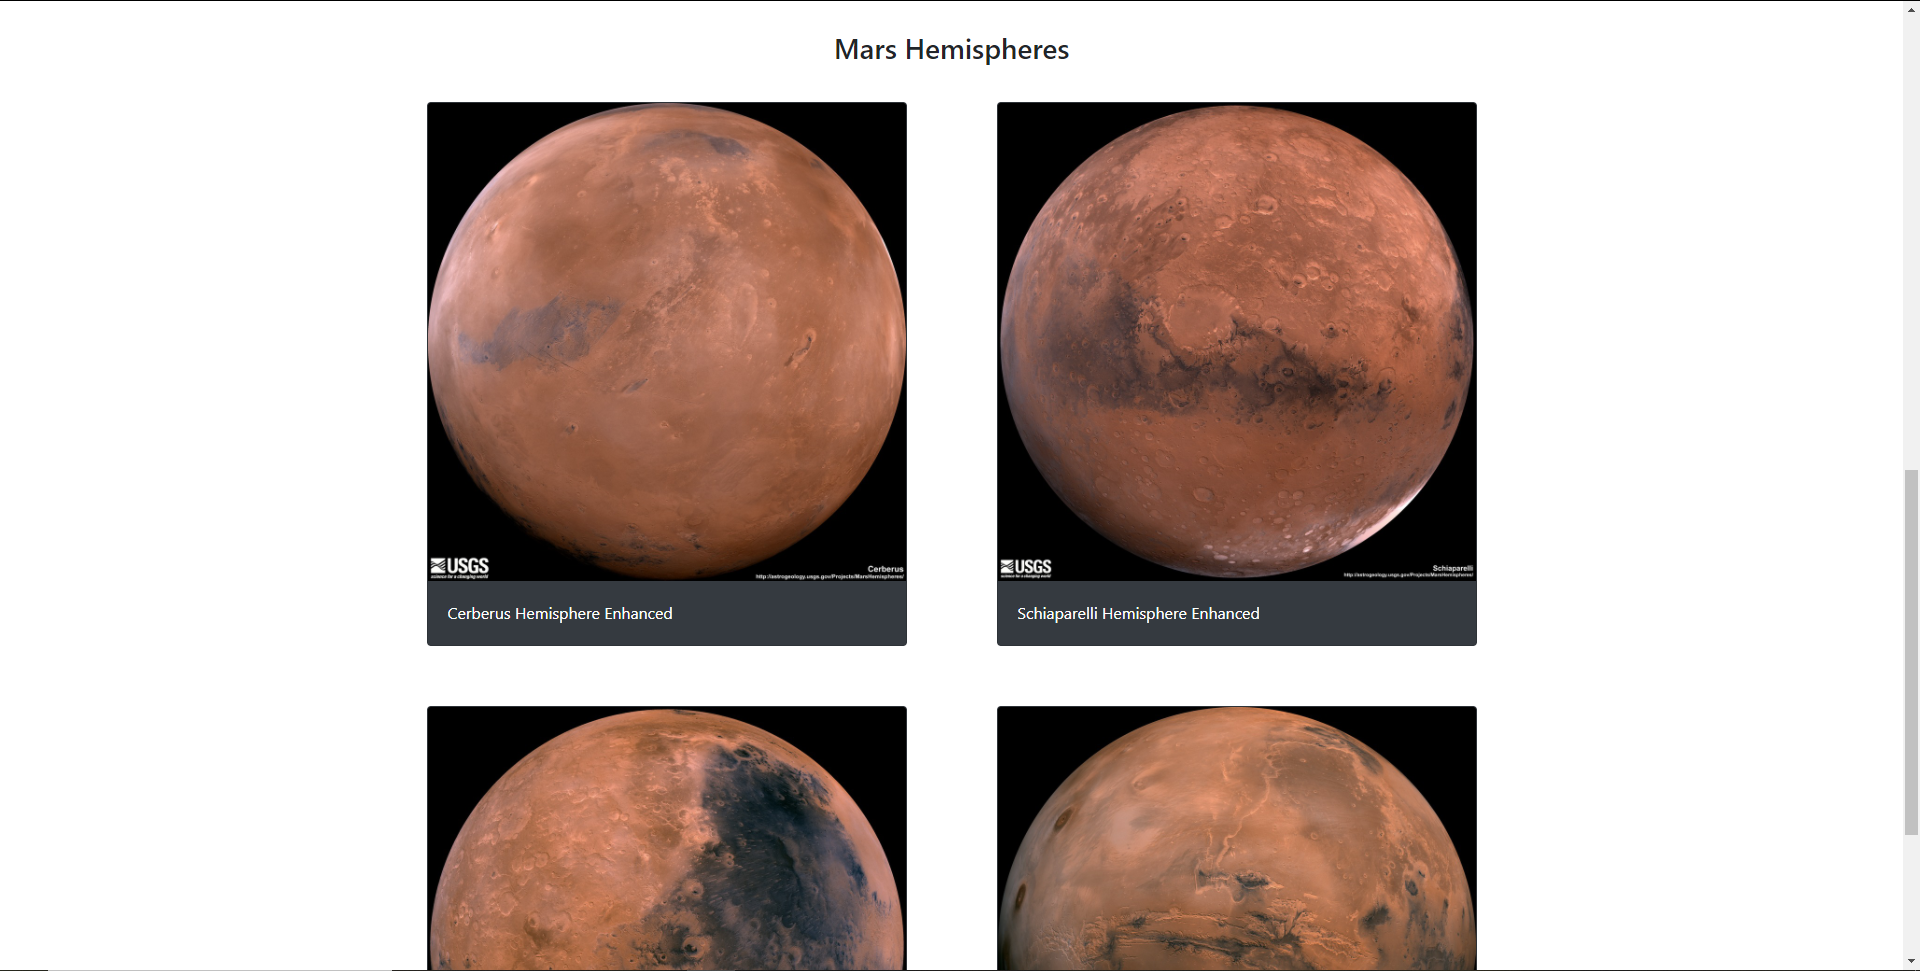 Mars Hemispheres
USGS
science for a changing world
Cerberus
http://astrogeology.usgs.gov/Projects/MarsHemispheres/
USGS
science for a changing world
Schiaparelli
http://astrogeology.usgs.gov/Projects/MarsHemispheres/
Cerberus Hemisphere Enhanced
Schiaparelli Hemisphere Enhanced